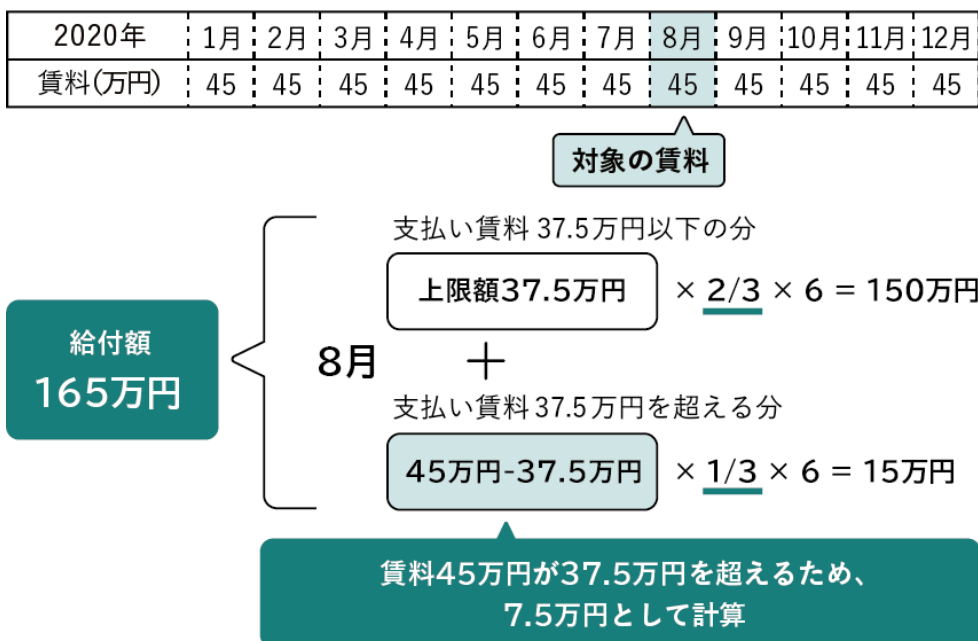 2020年 1月 2月 3月 4月 5月 6月 7月 8月 9月 10月 11月 12月
賃料(万円) 45 45 45 45 45 45 45 45 45 45 45 45
対象の賃料
支払い賃料 37.5万円以下の分
上限額37.5万円 × 2/3 × 6 = 150万円
給付額
165万円
8月 +
支払い賃料 37.5万円を超える分
45万円-37.5万円 × 1/3 × 6 = 15万円
賃料45万円が37.5万円を超えるため、
7.5万円として計算